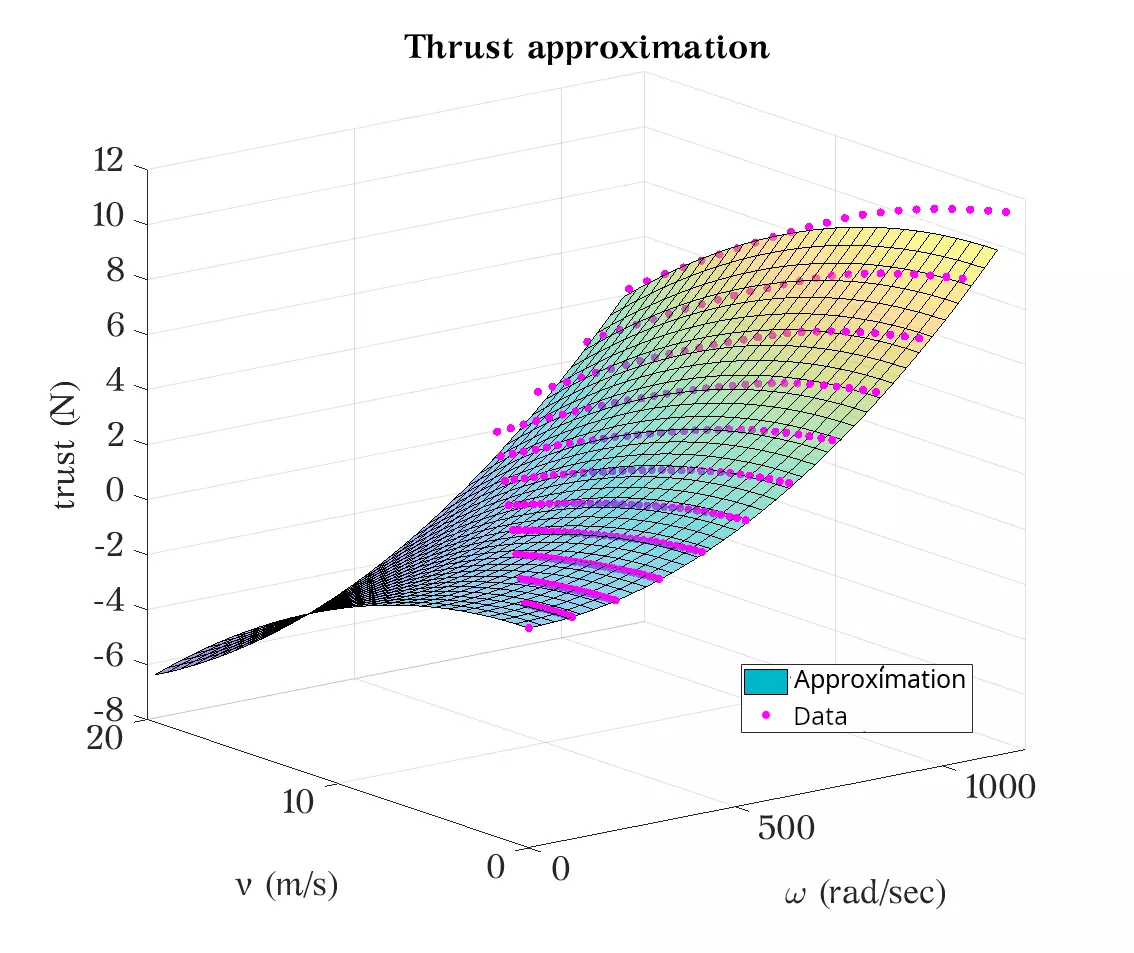 Thrust approximation
12
10
8
6
4
2
0
-2
-4
-6
-8
trust (N)
20
10
0
ν (m/s)
0
500
1000
ω (rad/sec)
Approximation
Data